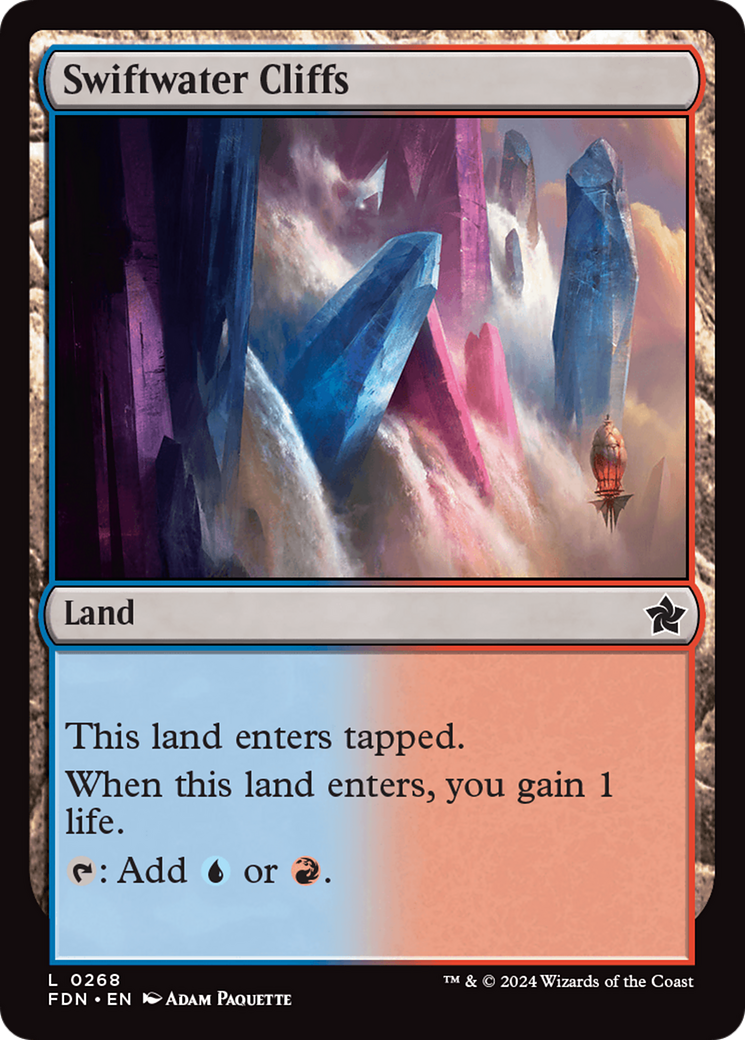 Swiftwater Cliffs
Land
This land enters tapped.
When this land enters, you gain 1
life.
: Add or .
L 0268
FDN • EN Adam Paquette
™ & © 2024 Wizards of the Coast